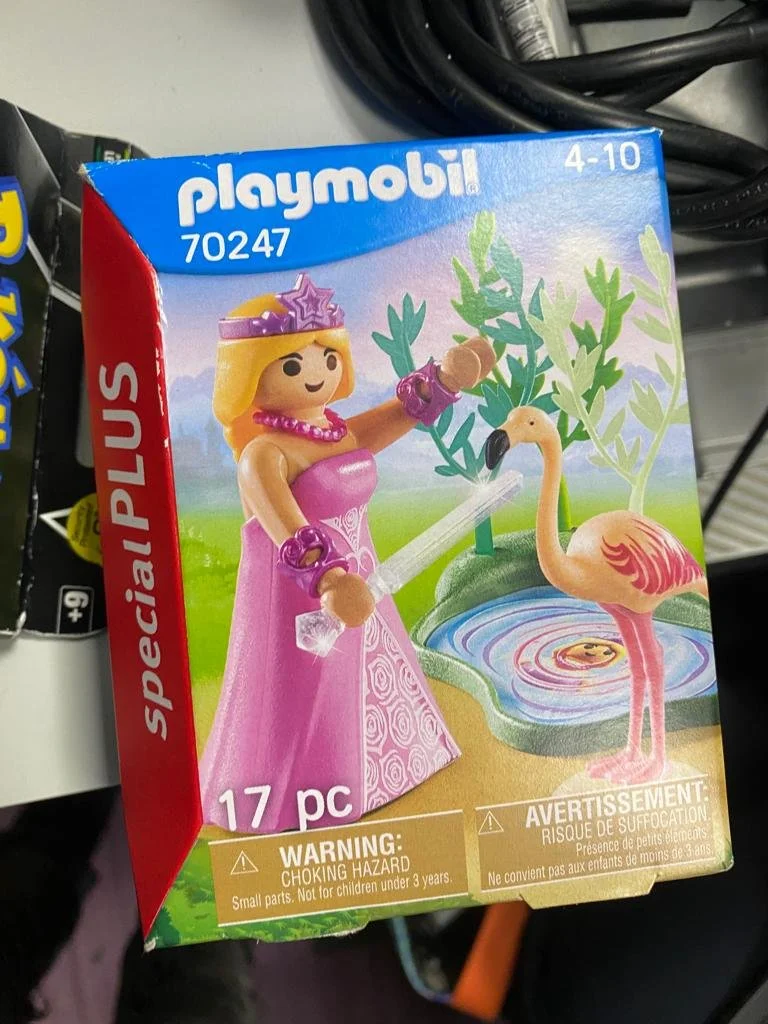 playmobil®
4-10
70247
specialPLUS
17 pc
WARNING:
CHOKING HAZARD
Small parts. Not for children under 3 years.
AVERTISSEMENT:
RISQUE DE SUFFOCATION.
Présence de petits éléments.
Ne convient pas aux enfants de moins de 3 ans.
6+